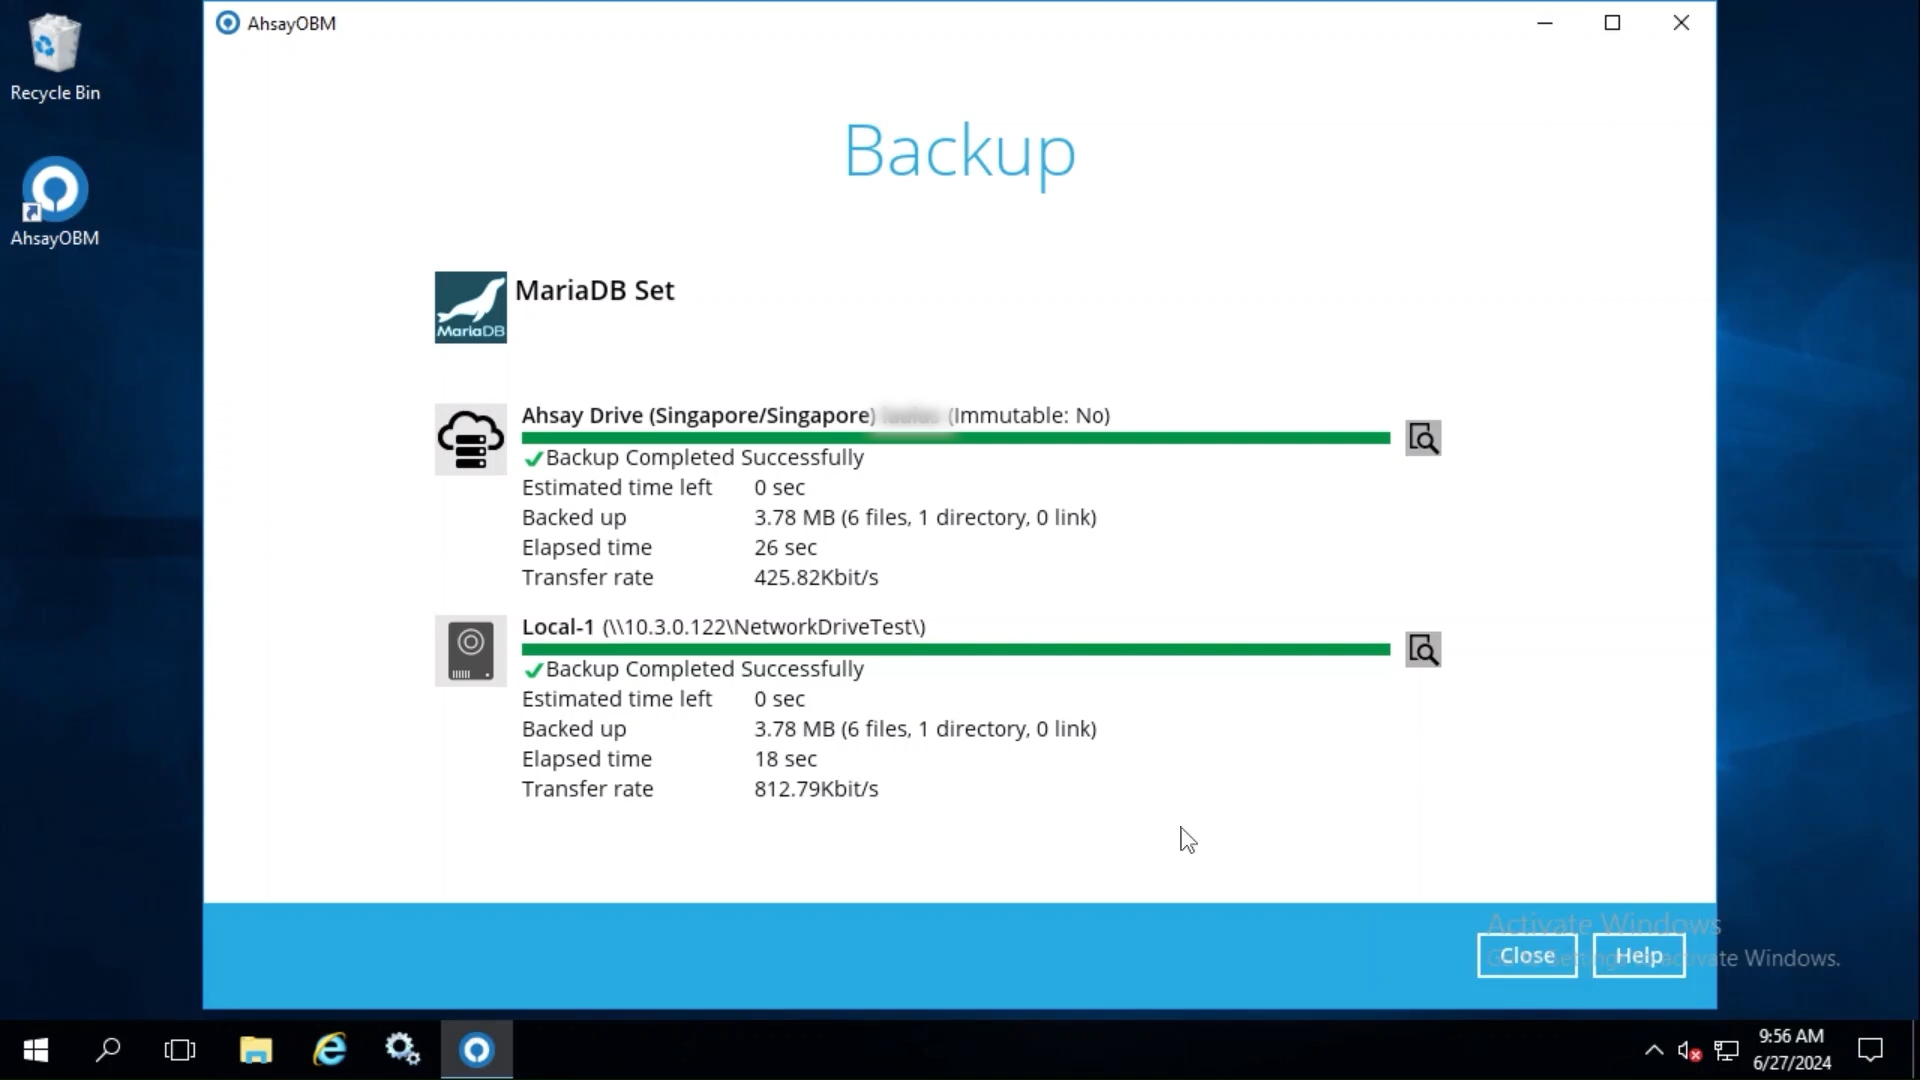 AhsayOBM
Recycle Bin
AhsayOBM
Backup
MariaDB
MariaDB Set
Ahsay Drive (Singapore/Singapore) (Immutable: No)
Backup Completed Successfully
Estimated time left 0 sec
Backed up 3.78 MB (6 files, 1 directory, 0 link)
Elapsed time 26 sec
Transfer rate 425.82Kbit/s
Local-1 (\\10.3.0.122\NetworkDriveTest\)
Backup Completed Successfully
Estimated time left 0 sec
Backed up 3.78 MB (6 files, 1 directory, 0 link)
Elapsed time 18 sec
Transfer rate 812.79Kbit/s
Activate Windows
Close Help
activate Windows.
9:56 AM
6/27/2024